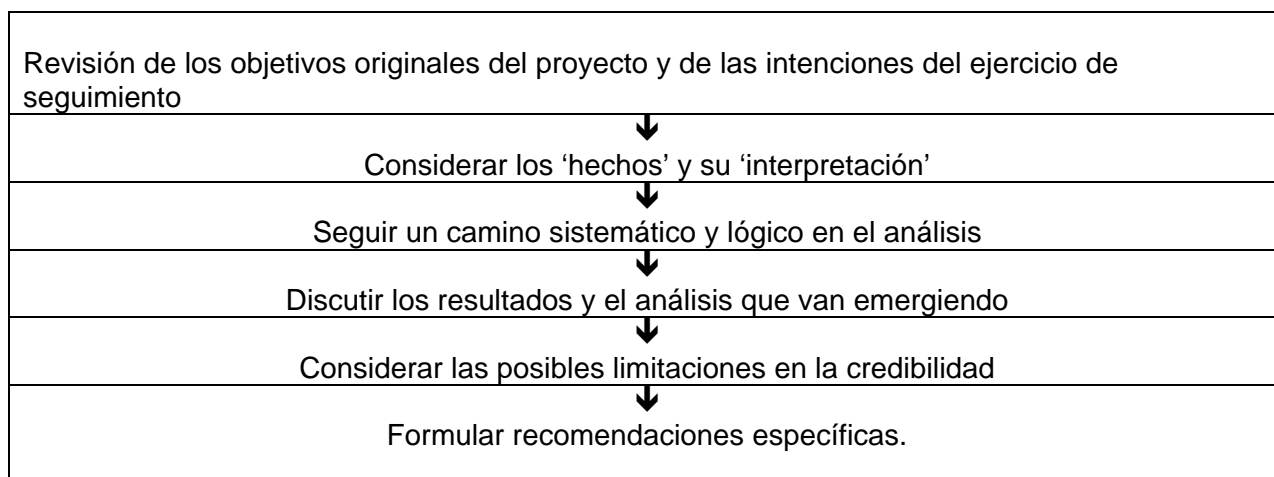 Revisión de los objetivos originales del proyecto y de las intenciones del ejercicio de
seguimiento
Considerar los ‘hechos’ y su ‘interpretación’
Seguir un camino sistemático y lógico en el análisis
Discutir los resultados y el análisis que van emergiendo
Considerar las posibles limitaciones en la credibilidad
Formular recomendaciones específicas.